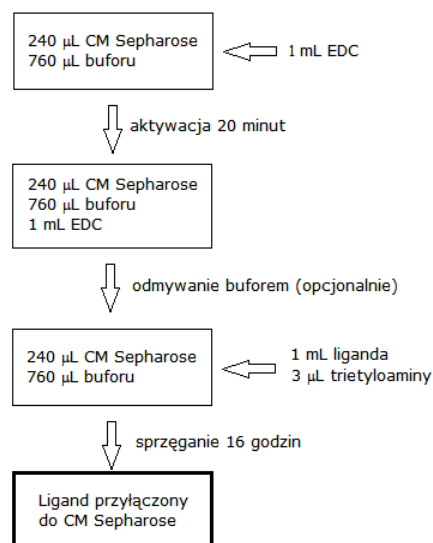 240 μL CM Sepharose
760 μL buforu
1 mL EDC
aktywacja 20 minut
240 μL CM Sepharose
760 μL buforu
1 mL EDC
odmywanie buforem (opcjonalnie)
240 μL CM Sepharose
760 μL buforu
1 mL liganda
3 μL trietyloaminy
sprzęganie 16 godzin
Ligand przyłączony
do CM Sepharose